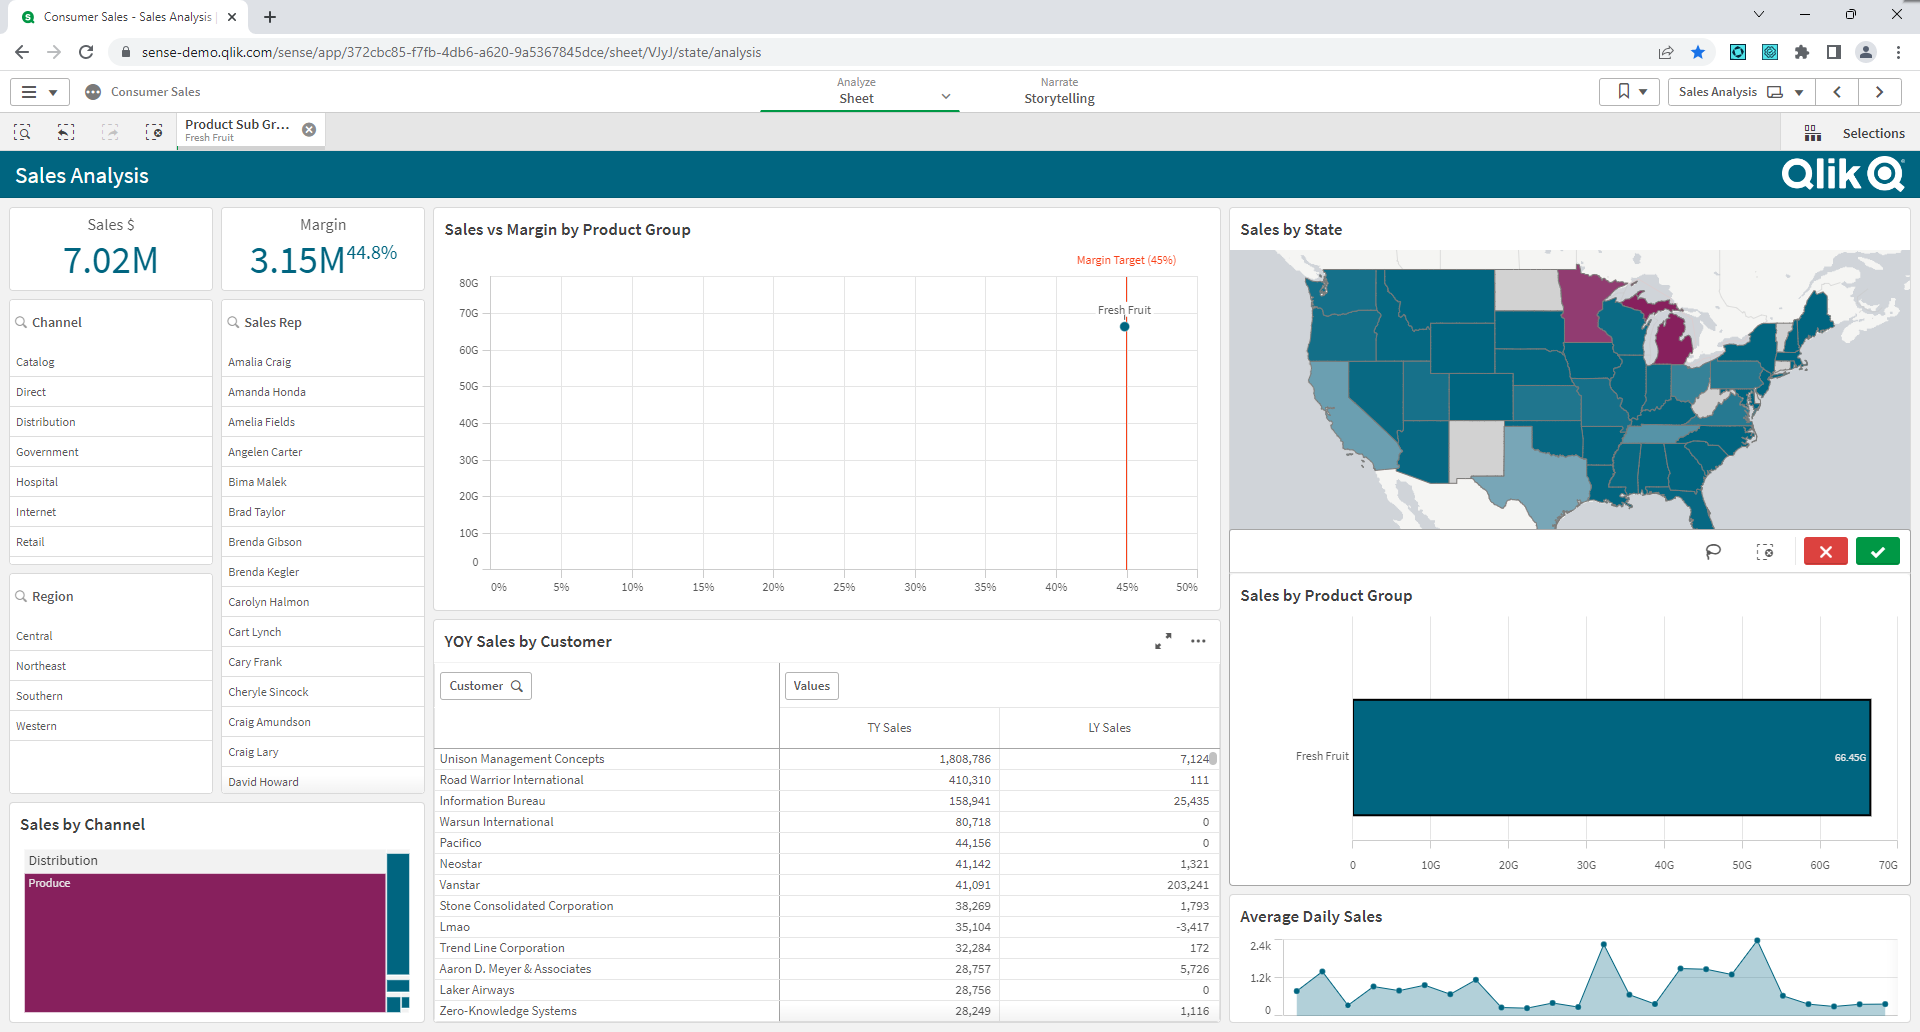 Consumer Sales - Sales Analysis
sense-demo.qlik.com/sense/app/372cbc85-f7fb-4db6-a620-9a5367845dce/sheet/VJyJ/state/analysis
Consumer Sales
Analyze
Sheet
Narrate
Storytelling
Sales Analysis
Product Sub Gr...
Fresh Fruit
Selections
Sales Analysis
Qlik
Sales $
7.02M
Margin
3.15M 44.8%
Channel
Catalog
Direct
Distribution
Government
Hospital
Internet
Retail
Region
Central
Northeast
Southern
Western
Sales Rep
Amalia Craig
Amanda Honda
Amelia Fields
Angelen Carter
Bima Malek
Brad Taylor
Brenda Gibson
Brenda Kegler
Carolyn Halmon
Cart Lynch
Cary Frank
Cheryle Sincock
Craig Amundson
Craig Lary
David Howard
Sales by Channel
Distribution
Produce
Sales vs Margin by Product Group
Margin Target (45%)
Fresh Fruit
80G
70G
60G
50G
40G
30G
20G
10G
0
0% 5% 10% 15% 20% 25% 30% 35% 40% 45% 50%
YOY Sales by Customer
Customer Values
TY Sales LY Sales
Unison Management Concepts 1,808,786 7,124
Road Warrior International 410,310 111
Information Bureau 158,941 25,435
Warsun International 80,718 0
Pacifico 44,156 0
Neostar 41,142 1,321
Vanstar 41,091 203,241
Stone Consolidated Corporation 38,269 1,793
Lmao 35,104 -3,417
Trend Line Corporation 32,284 172
Aaron D. Meyer & Associates 28,757 5,726
Laker Airways 28,756 0
Zero-Knowledge Systems 28,249 1,116
Sales by State
Sales by Product Group
Fresh Fruit
66.45G
0 10G 20G 30G 40G 50G 60G 70G
Average Daily Sales
2.4k
1.2k
0